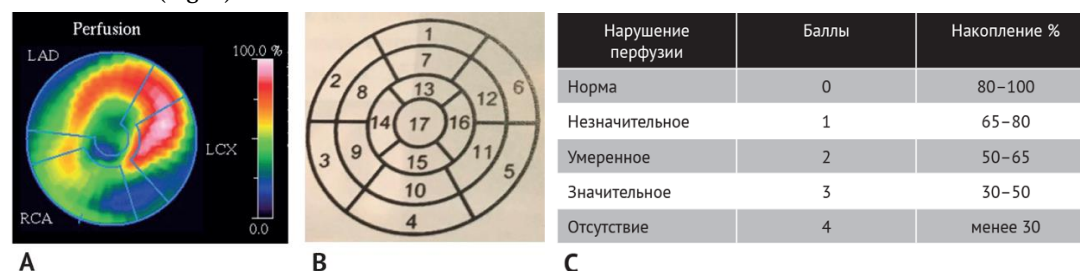 Perfusion
LAD
100.0 %
LCX
RCA
0.0
A
1
2
7
6
8
13
12
14
17
16
3
9
15
11
5
10
4
B
Нарушение перфузии Баллы Накопление %
Норма 0 80–100
Незначительное 1 65–80
Умеренное 2 50–65
Значительное 3 30–50
Отсутствие 4 менее 30
C